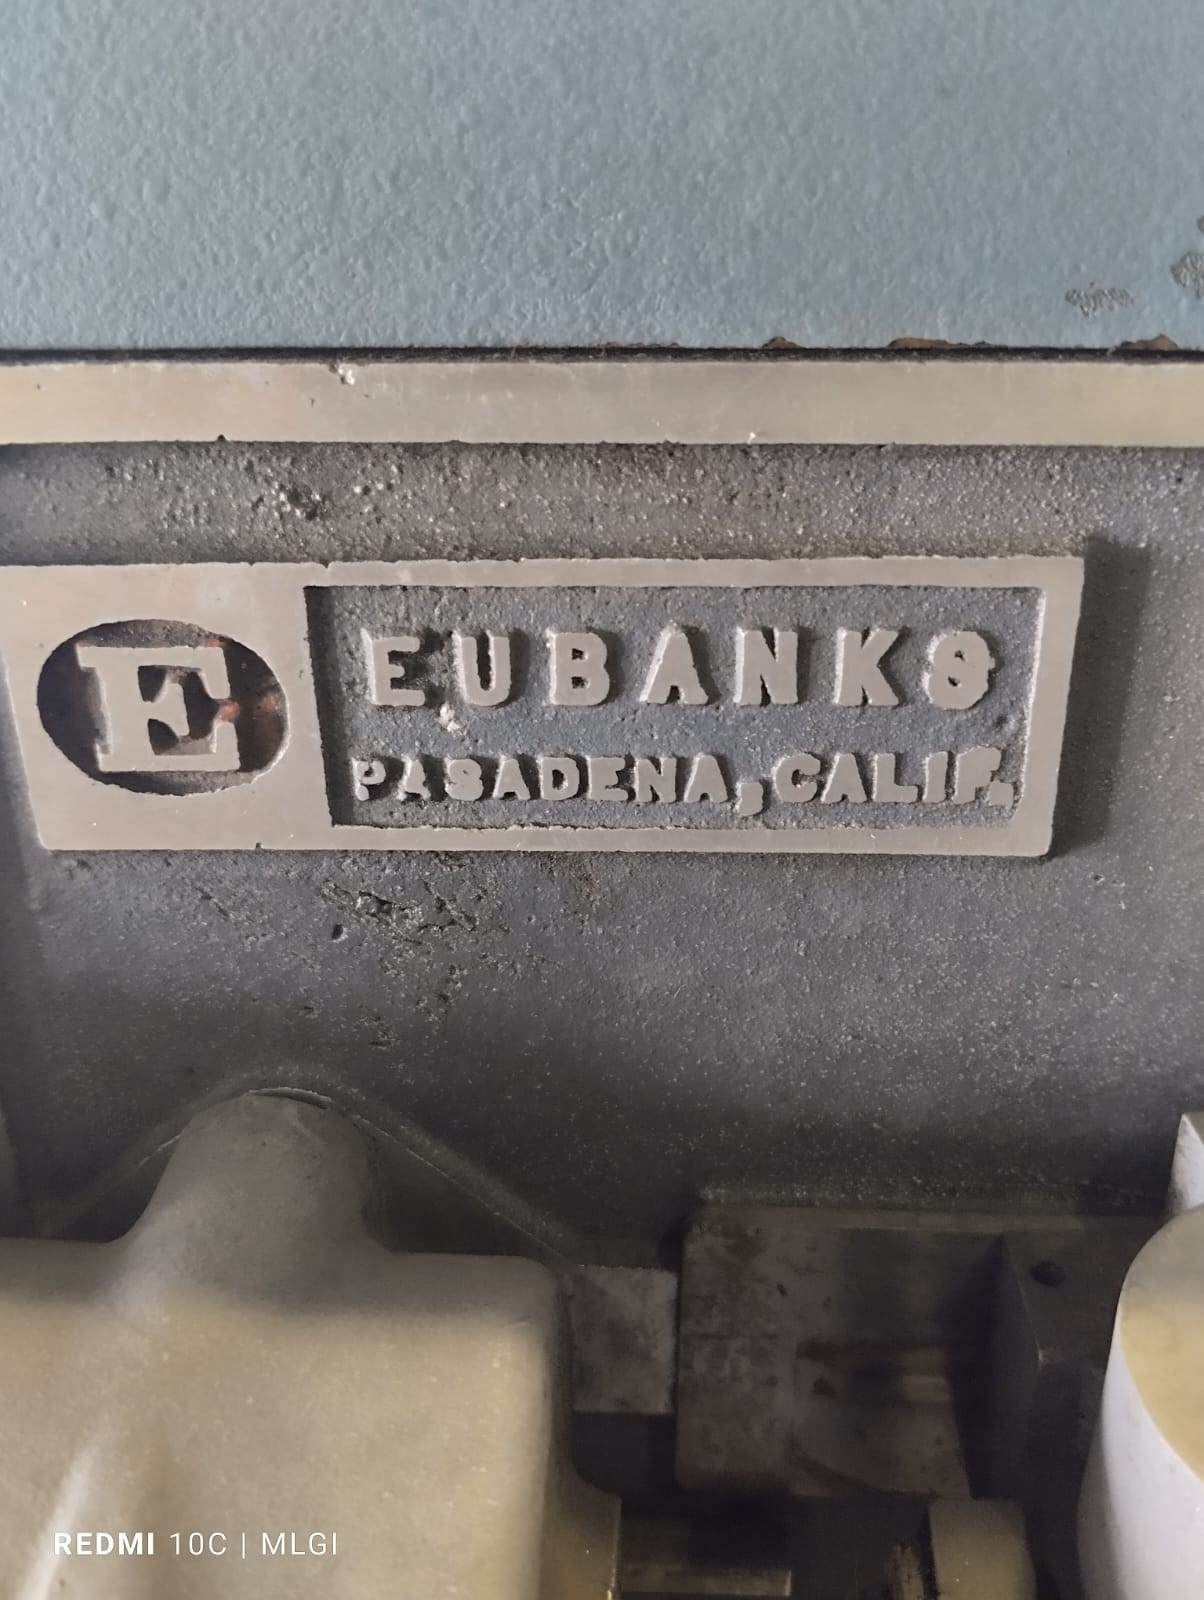 E
EUBANKS
PASADENA, CALIF.
REDMI 10C | MLGI